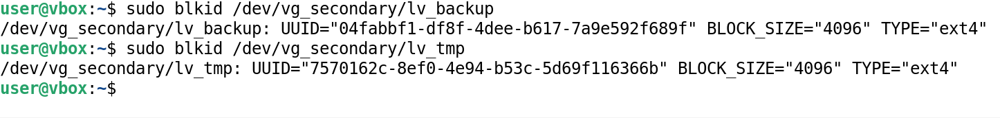 user@vbox:~$ sudo blkid /dev/vg_secondary/lv_backup
/dev/vg_secondary/lv_backup: UUID="04fabbf1-df8f-4dee-b617-7a9e592f689f" BLOCK_SIZE="4096" TYPE="ext4"
user@vbox:~$ sudo blkid /dev/vg_secondary/lv_tmp
/dev/vg_secondary/lv_tmp: UUID="7570162c-8ef0-4e94-b53c-5d69f116366b" BLOCK_SIZE="4096" TYPE="ext4"
user@vbox:~$